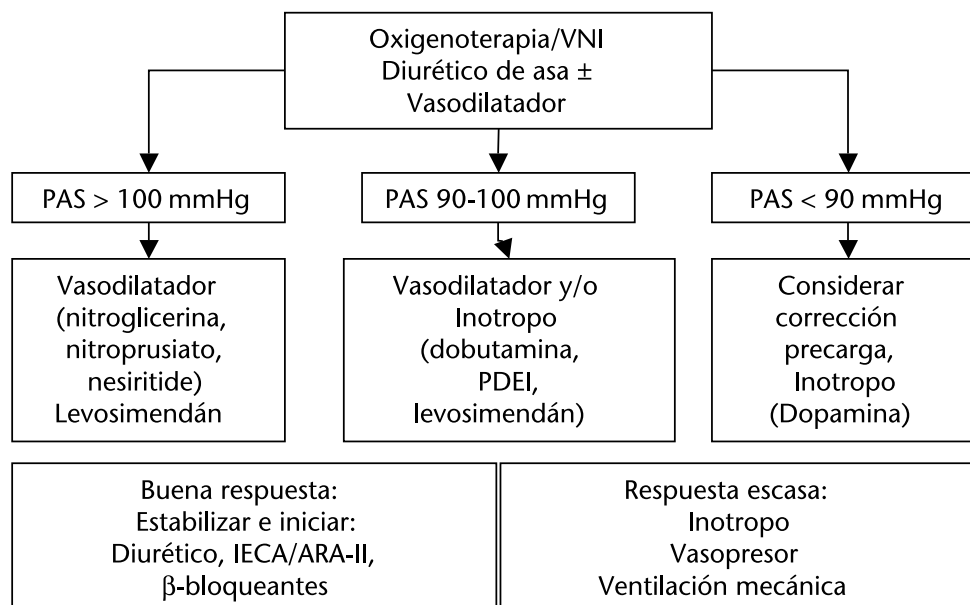 Oxigenoterapia/VNI
Diurético de asa ±
Vasodilatador
PAS > 100 mmHg
PAS 90-100 mmHg
PAS < 90 mmHg
Vasodilatador
(nitroglicerina,
nitroprusiato,
nesiritide)
Levosimendán
Vasodilatador y/o
Inotropo
(dobutamina,
PDEI,
levosimendán)
Considerar
corrección
precarga,
Inotropo
(Dopamina)
Buena respuesta:
Estabilizar e iniciar:
Diurético, IECA/ARA-II,
β-bloqueantes
Respuesta escasa:
Inotropo
Vasopresor
Ventilación mecánica